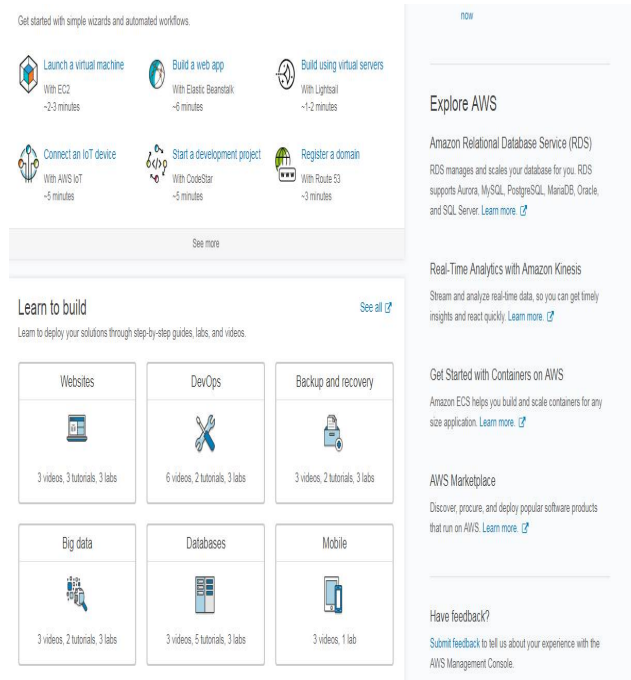 Get started with simple wizards and automated workflows.
Launch a virtual machine
With EC2
~2-3 minutes
Build a web app
With Elastic Beanstalk
~6 minutes
Build using virtual servers
With Lightsail
~1-2 minutes
Connect an IoT device
With AWS IoT
~5 minutes
Start a development project
With CodeStar
~5 minutes
Register a domain
With Route 53
~3 minutes
See more
Learn to build
See all
Learn to deploy your solutions through step-by-step guides, labs, and videos.
Websites
3 videos, 3 tutorials, 3 labs
DevOps
6 videos, 2 tutorials, 3 labs
Backup and recovery
3 videos, 2 tutorials, 3 labs
Big data
3 videos, 2 tutorials, 3 labs
Databases
3 videos, 5 tutorials, 3 labs
Mobile
3 videos, 1 lab
now
Explore AWS
Amazon Relational Database Service (RDS)
RDS manages and scales your database for you. RDS
supports Aurora, MySQL, PostgreSQL, MariaDB, Oracle,
and SQL Server. Learn more.
Real-Time Analytics with Amazon Kinesis
Stream and analyze real-time data, so you can get timely
insights and react quickly. Learn more.
Get Started with Containers on AWS
Amazon ECS helps you build and scale containers for any
size application. Learn more.
AWS Marketplace
Discover, procure, and deploy popular software products
that run on AWS. Learn more.
Have feedback?
Submit feedback to tell us about your experience with the
AWS Management Console.